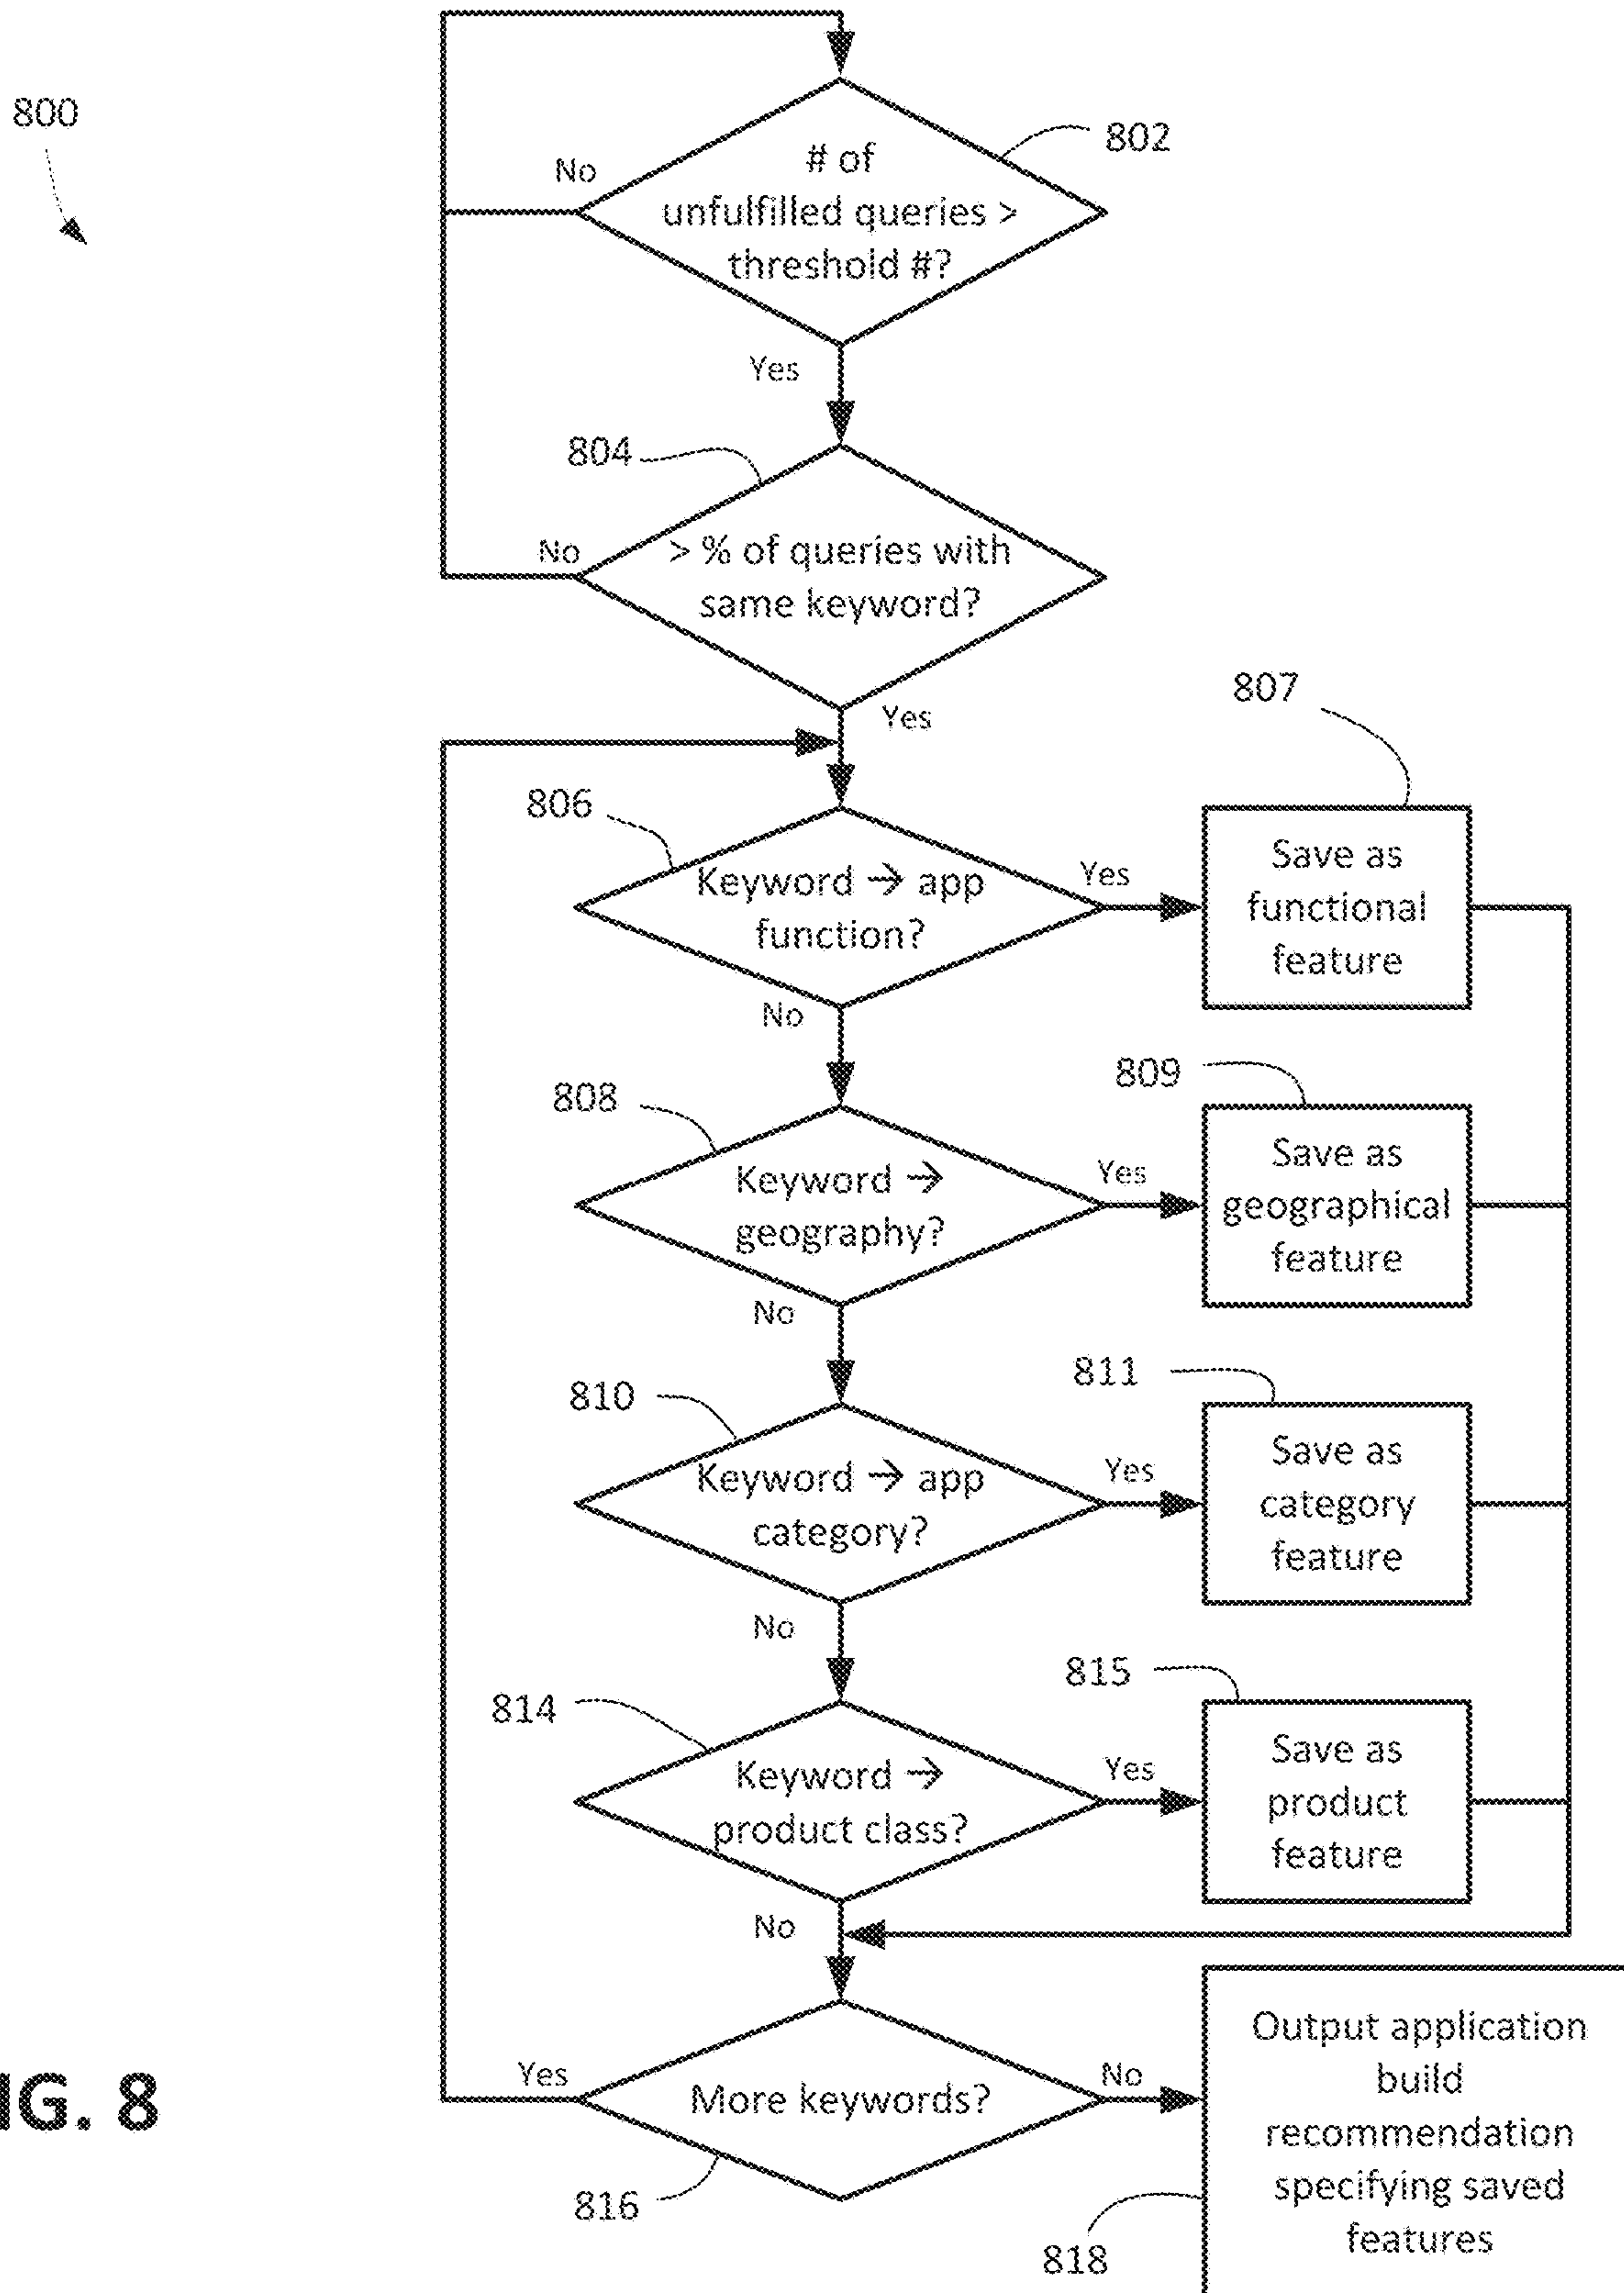 800
802
No
# of
unfulfilled queries >
threshold #?
Yes
804
No
> % of queries with
same keyword?
Yes
807
806
Keyword → app
function?
Yes
Save as
functional
feature
No
809
808
Keyword →
geography?
Yes
Save as
geographical
feature
No
811
810
Keyword → app
category?
Yes
Save as
category
feature
No
815
814
Keyword →
product class?
Yes
Save as
product
feature
No
Yes
More keywords?
No
816
Output application
build
recommendation
specifying saved
features
818
IG. 8